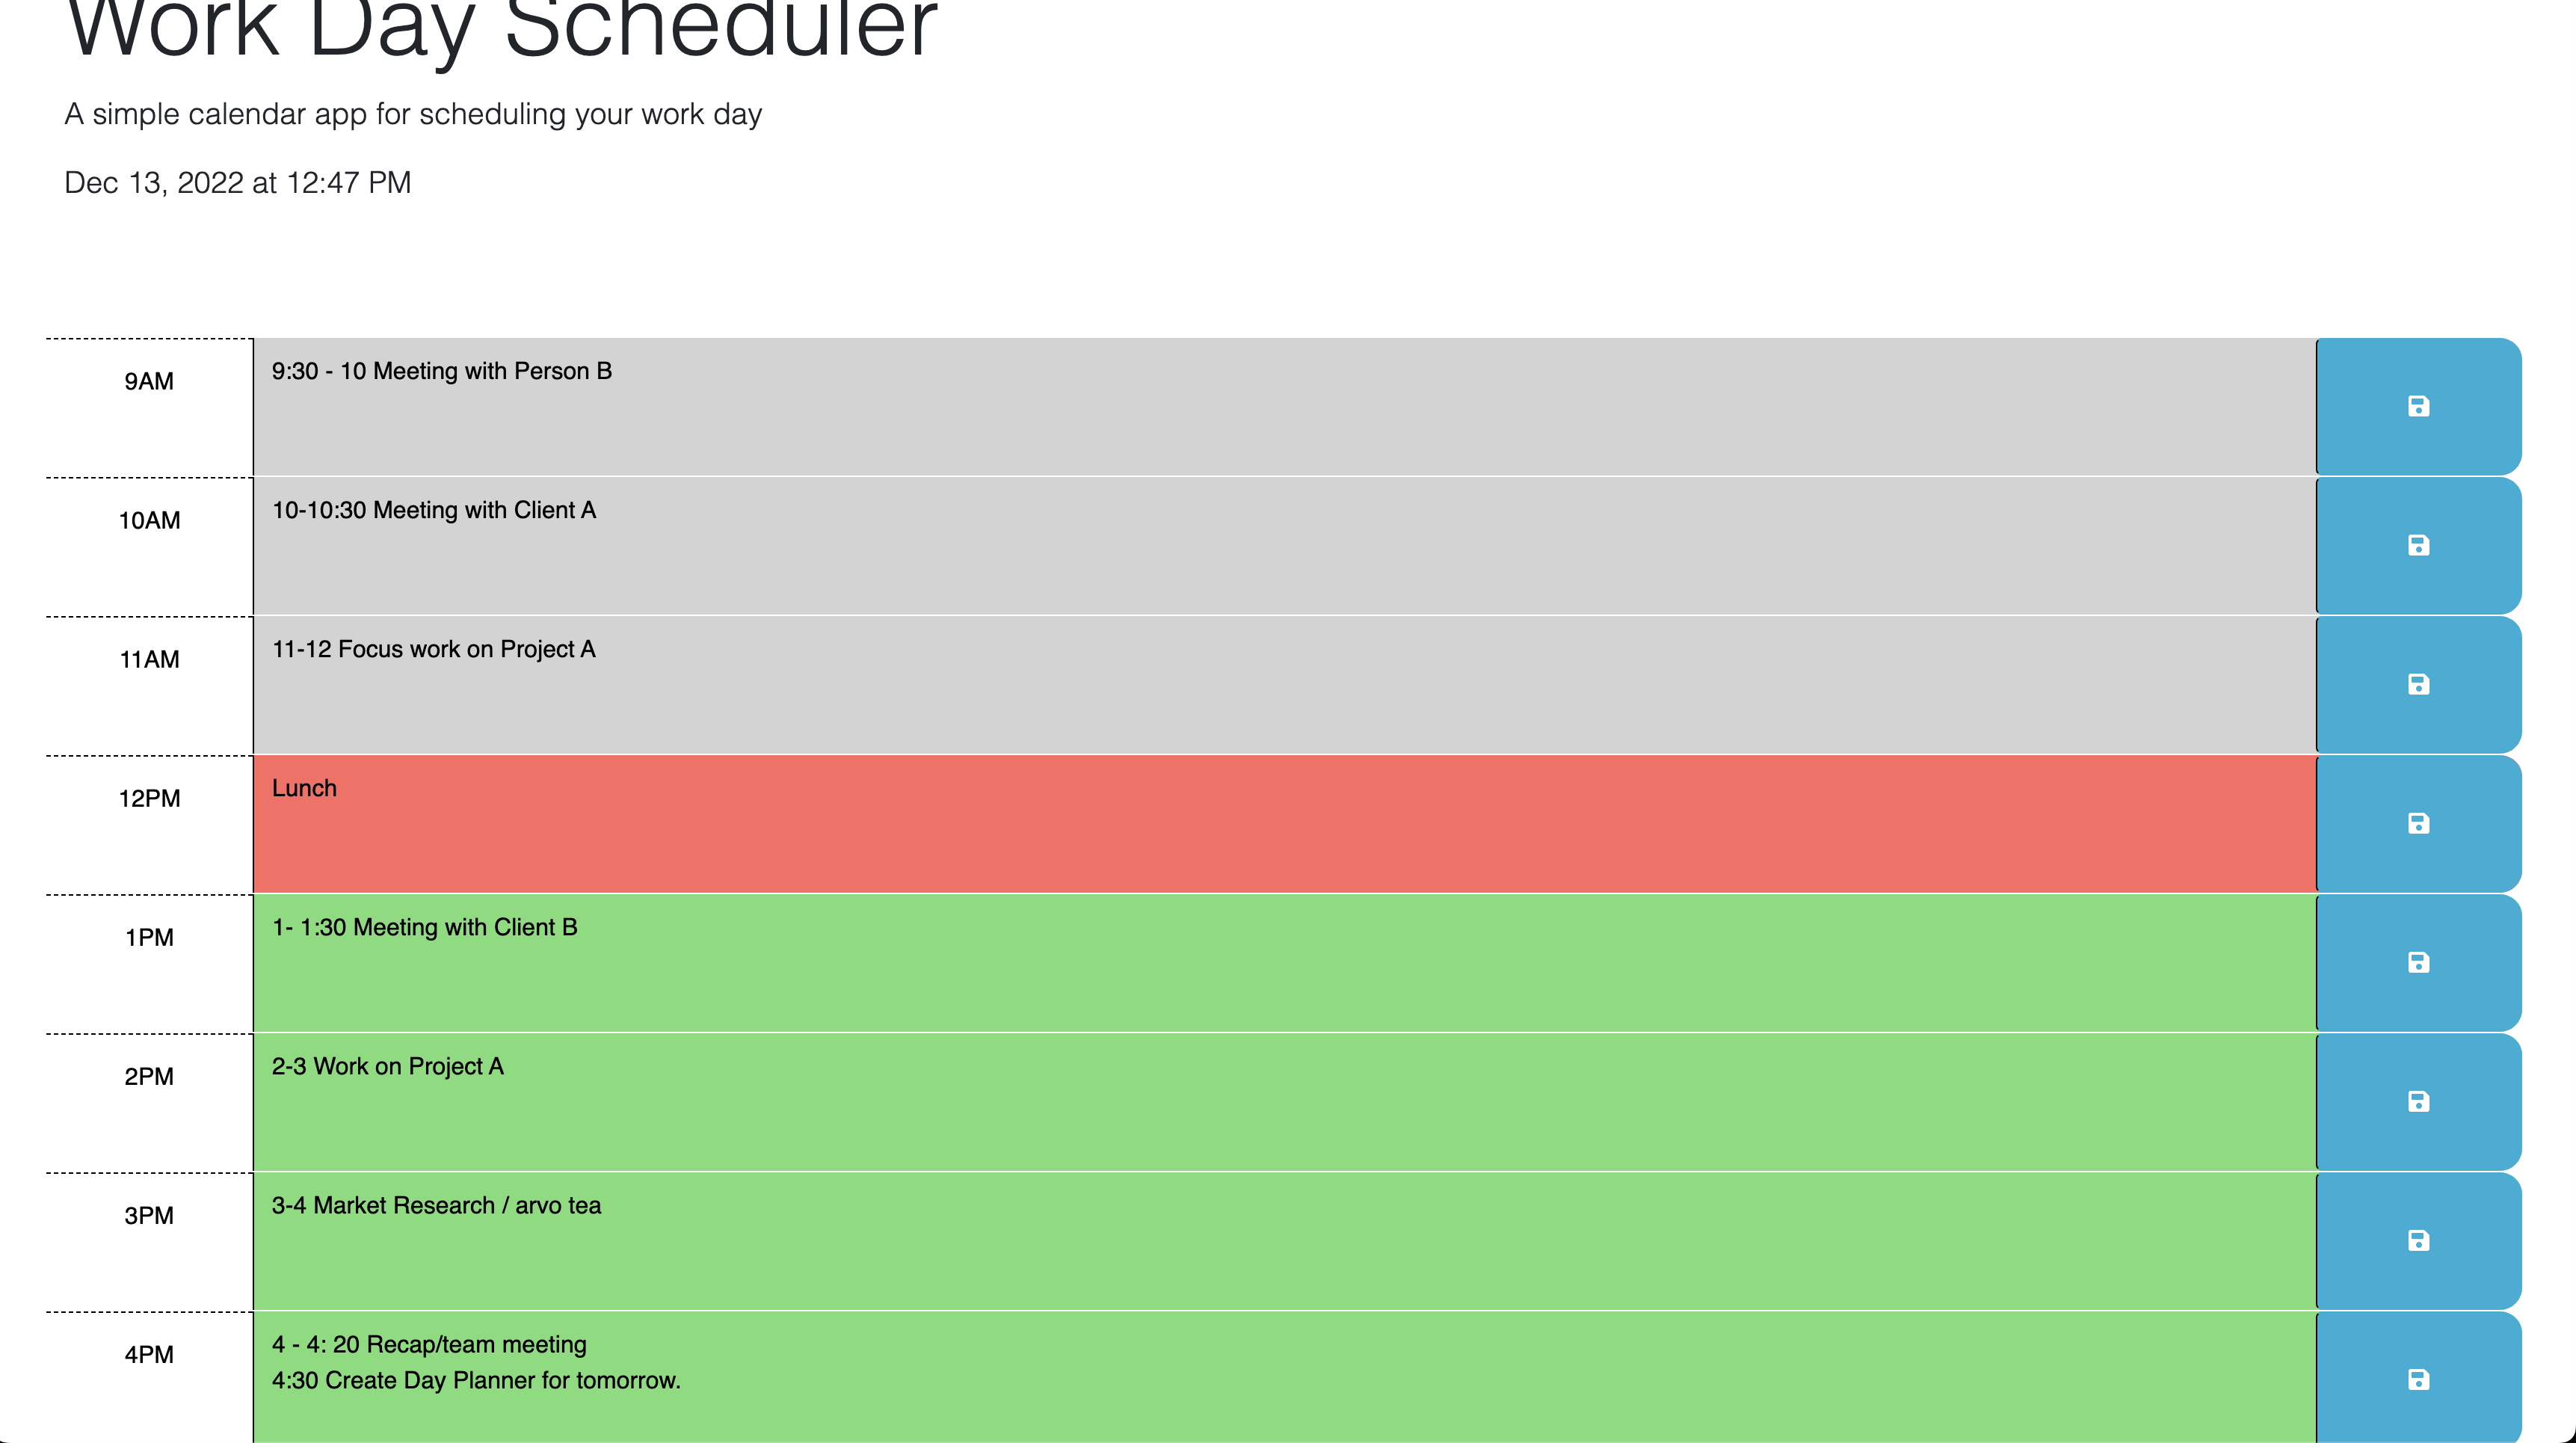 Work Day Scheduler
A simple calendar app for scheduling your work day
Dec 13, 2022 at 12:47 PM
9AM
9:30 - 10 Meeting with Person B
10AM
10-10:30 Meeting with Client A
11AM
11-12 Focus work on Project A
12PM
Lunch
1PM
1- 1:30 Meeting with Client B
2PM
2-3 Work on Project A
3PM
3-4 Market Research / arvo tea
4PM
4 - 4: 20 Recap/team meeting
4:30 Create Day Planner for tomorrow.